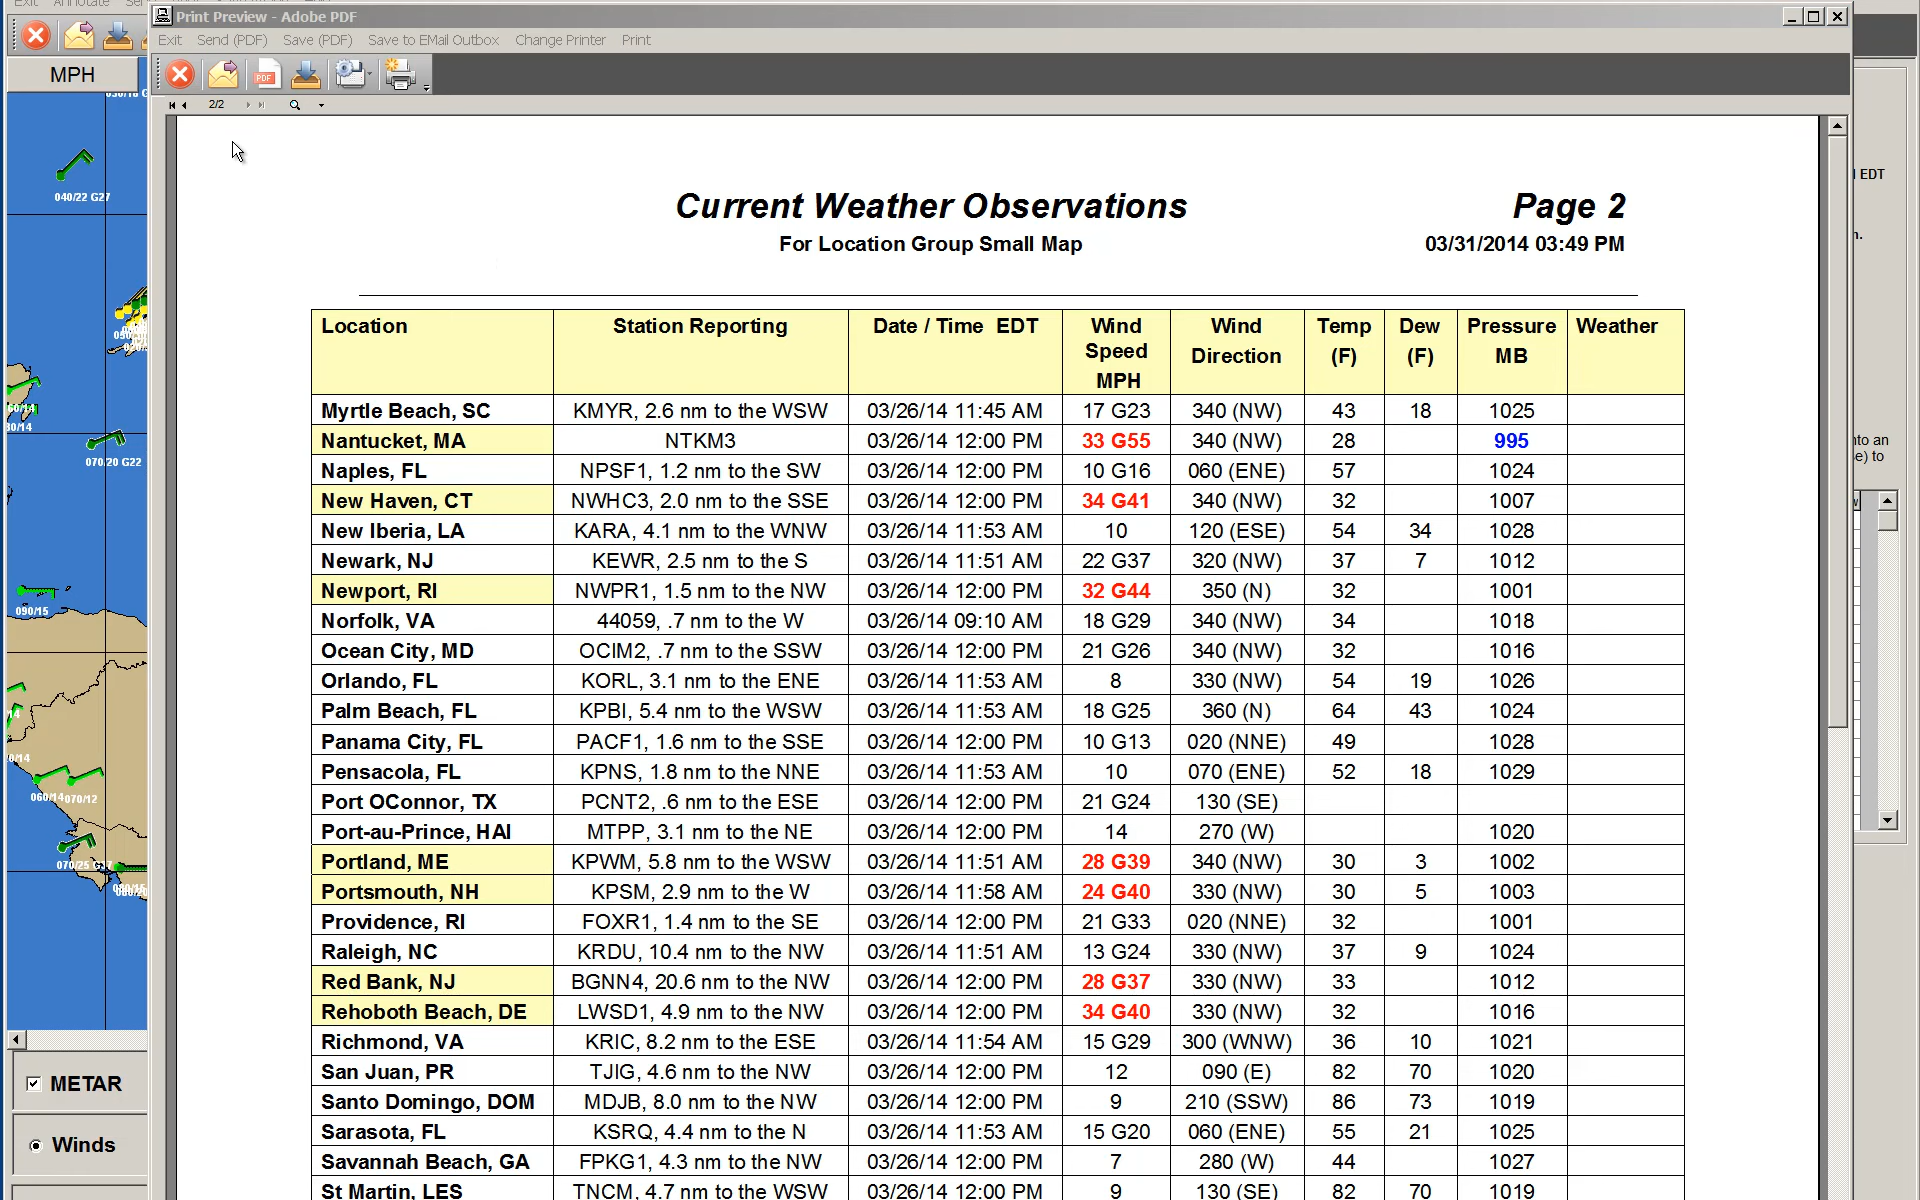 Print Preview - Adobe PDF
Exit Send (PDF) Save (PDF) Save to EMail Outbox Change Printer Print
MPH
2/2
Current Weather Observations Page 2
For Location Group Small Map 03/31/2014 03:49 PM
Location Station Reporting Date / Time EDT Wind Speed MPH Wind Direction Temp (F) Dew (F) Pressure MB Weather
Myrtle Beach, SC KMYR, 2.6 nm to the WSW 03/26/14 11:45 AM 17 G23 340 (NW) 43 18 1025
Nantucket, MA NTKM3 03/26/14 12:00 PM 33 G55 340 (NW) 28 995
Naples, FL NPSF1, 1.2 nm to the SW 03/26/14 12:00 PM 10 G16 060 (ENE) 57 1024
New Haven, CT NWHC3, 2.0 nm to the SSE 03/26/14 12:00 PM 34 G41 340 (NW) 32 1007
New Iberia, LA KARA, 4.1 nm to the WNW 03/26/14 11:53 AM 10 120 (ESE) 54 34 1028
Newark, NJ KEWR, 2.5 nm to the S 03/26/14 11:51 AM 22 G37 320 (NW) 37 7 1012
Newport, RI NWPR1, 1.5 nm to the NW 03/26/14 12:00 PM 32 G44 350 (N) 32 1001
Norfolk, VA 44059, .7 nm to the W 03/26/14 09:10 AM 18 G29 340 (NW) 34 1018
Ocean City, MD OCIM2, .7 nm to the SSW 03/26/14 12:00 PM 21 G26 340 (NW) 32 1016
Orlando, FL KORL, 3.1 nm to the ENE 03/26/14 11:53 AM 8 330 (NW) 54 19 1026
Palm Beach, FL KPBI, 5.4 nm to the WSW 03/26/14 11:53 AM 18 G25 360 (N) 64 43 1024
Panama City, FL PACF1, 1.6 nm to the SSE 03/26/14 12:00 PM 10 G13 020 (NNE) 49 1028
Pensacola, FL KPNS, 1.8 nm to the NNE 03/26/14 11:53 AM 10 070 (ENE) 52 18 1029
Port OConnor, TX PCNT2, .6 nm to the ESE 03/26/14 12:00 PM 21 G24 130 (SE)
Port-au-Prince, HAI MTPP, 3.1 nm to the NE 03/26/14 12:00 PM 14 270 (W) 1020
Portland, ME KPWM, 5.8 nm to the WSW 03/26/14 11:51 AM 28 G39 340 (NW) 30 3 1002
Portsmouth, NH KPSM, 2.9 nm to the W 03/26/14 11:58 AM 24 G40 330 (NW) 30 5 1003
Providence, RI FOXR1, 1.4 nm to the SE 03/26/14 12:00 PM 21 G33 020 (NNE) 32 1001
Raleigh, NC KRDU, 10.4 nm to the NW 03/26/14 11:51 AM 13 G24 330 (NW) 37 9 1024
Red Bank, NJ BGNN4, 20.6 nm to the NW 03/26/14 12:00 PM 28 G37 330 (NW) 33 1012
Rehoboth Beach, DE LWSD1, 4.9 nm to the NW 03/26/14 12:00 PM 34 G40 330 (NW) 32 1016
Richmond, VA KRIC, 8.2 nm to the ESE 03/26/14 11:54 AM 15 G29 300 (WNW) 36 10 1021
San Juan, PR TJIG, 4.6 nm to the NW 03/26/14 12:00 PM 12 090 (E) 82 70 1020
Santo Domingo, DOM MDJB, 8.0 nm to the NW 03/26/14 12:00 PM 9 210 (SSW) 86 73 1019
Sarasota, FL KSRQ, 4.4 nm to the N 03/26/14 11:53 AM 15 G20 060 (ENE) 55 21 1025
Savannah Beach, GA FPKG1, 4.3 nm to the NW 03/26/14 12:00 PM 7 280 (W) 44 1027
St Martin, LES TNCM, 4.7 nm to the WSW 03/26/14 12:00 PM 9 130 (SE) 82 70 1019
040/22 G27
070/20 G22
090/15
060/14 070/12
METAR
Winds
EDT
to